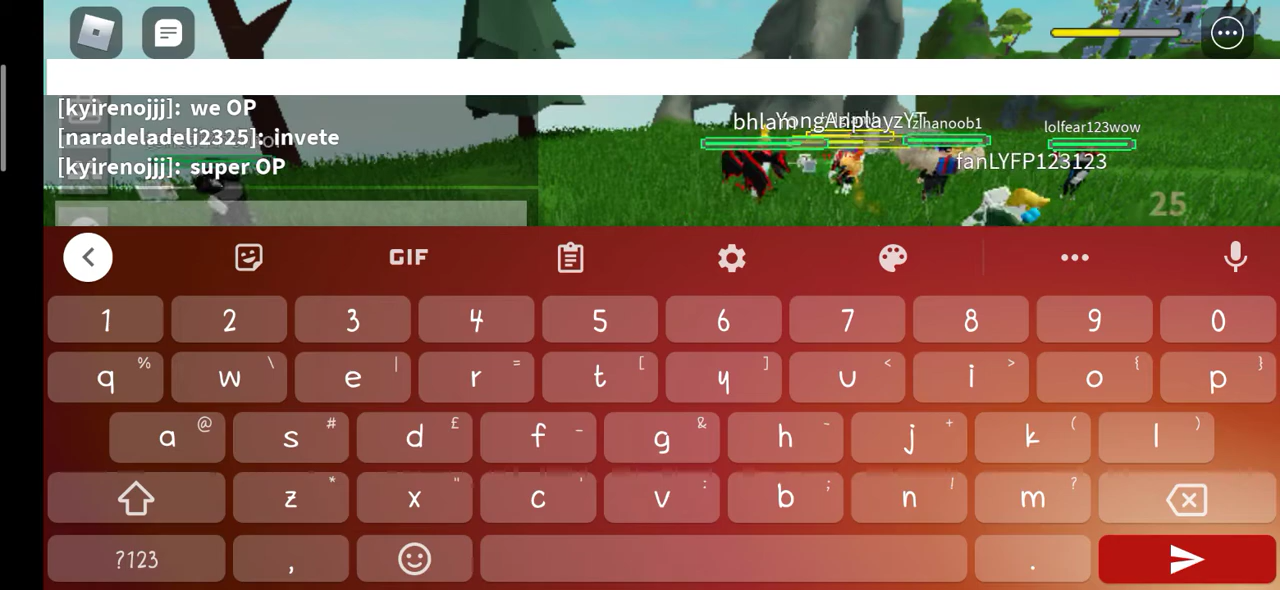 [kyirenojjj]: we OP
[naradeladeli2325]: invete
[kyirenojjj]: super OP
bhlam
lolfear123wow
fanLYFP123123
25
GIF
1 2 3 4 5 6 7 8 9 0
% \ | = [ ] < > { }
q w e r t y u i o p
@ # £ _ & - + ( )
a s d f g h j k l
* " ' : ; / ?
z x c v b n m
?123 , .